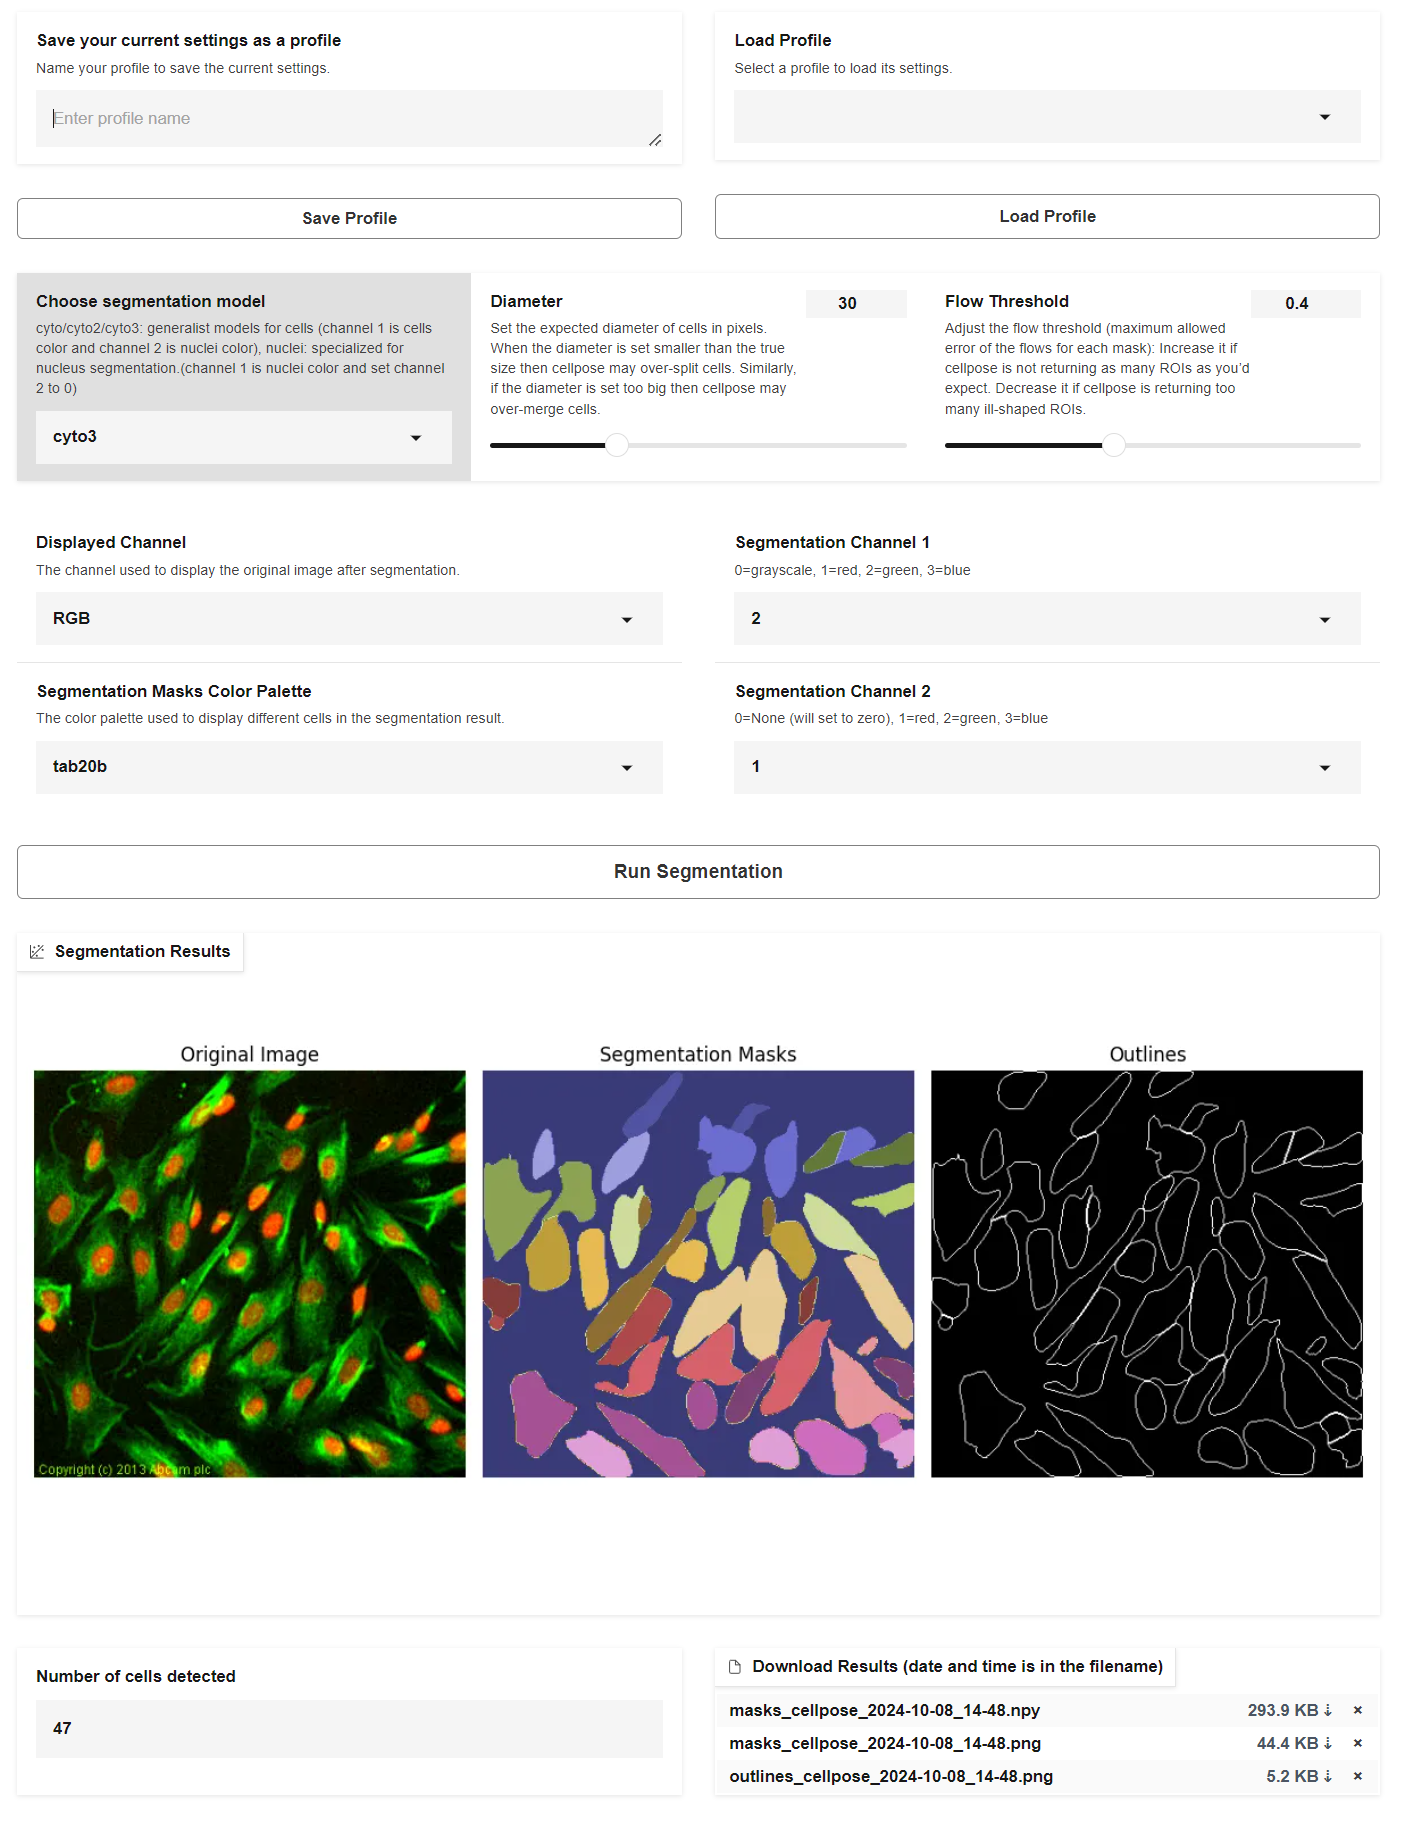 Save your current settings as a profile
Name your profile to save the current settings.
Enter profile name
Save Profile
Load Profile
Select a profile to load its settings.
Load Profile
Choose segmentation model
cyto/cyto2/cyto3: generalist models for cells (channel 1 is cells
color and channel 2 is nuclei color), nuclei: specialized for
nucleus segmentation.(channel 1 is nuclei color and set channel
2 to 0)
cyto3
Diameter
30
Set the expected diameter of cells in pixels.
When the diameter is set smaller than the true
size then cellpose may over-split cells. Similarly,
if the diameter is set too big then cellpose may
over-merge cells.
Flow Threshold
0.4
Adjust the flow threshold (maximum allowed
error of the flows for each mask): Increase it if
cellpose is not returning as many ROIs as you'd
expect. Decrease it if cellpose is returning too
many ill-shaped ROIs.
Displayed Channel
The channel used to display the original image after segmentation.
RGB
Segmentation Channel 1
0=grayscale, 1=red, 2=green, 3=blue
2
Segmentation Masks Color Palette
The color palette used to display different cells in the segmentation result.
tab20b
Segmentation Channel 2
0=None (will set to zero), 1=red, 2=green, 3=blue
1
Run Segmentation
Segmentation Results
Original Image
Segmentation Masks
Outlines
Copyright (c) 2013 Abcam plc
Number of cells detected
47
Download Results (date and time is in the filename)
masks_cellpose_2024-10-08_14-48.npy 293.9 KB ⇣ ×
masks_cellpose_2024-10-08_14-48.png 44.4 KB ⇣ ×
outlines_cellpose_2024-10-08_14-48.png 5.2 KB ⇣ ×